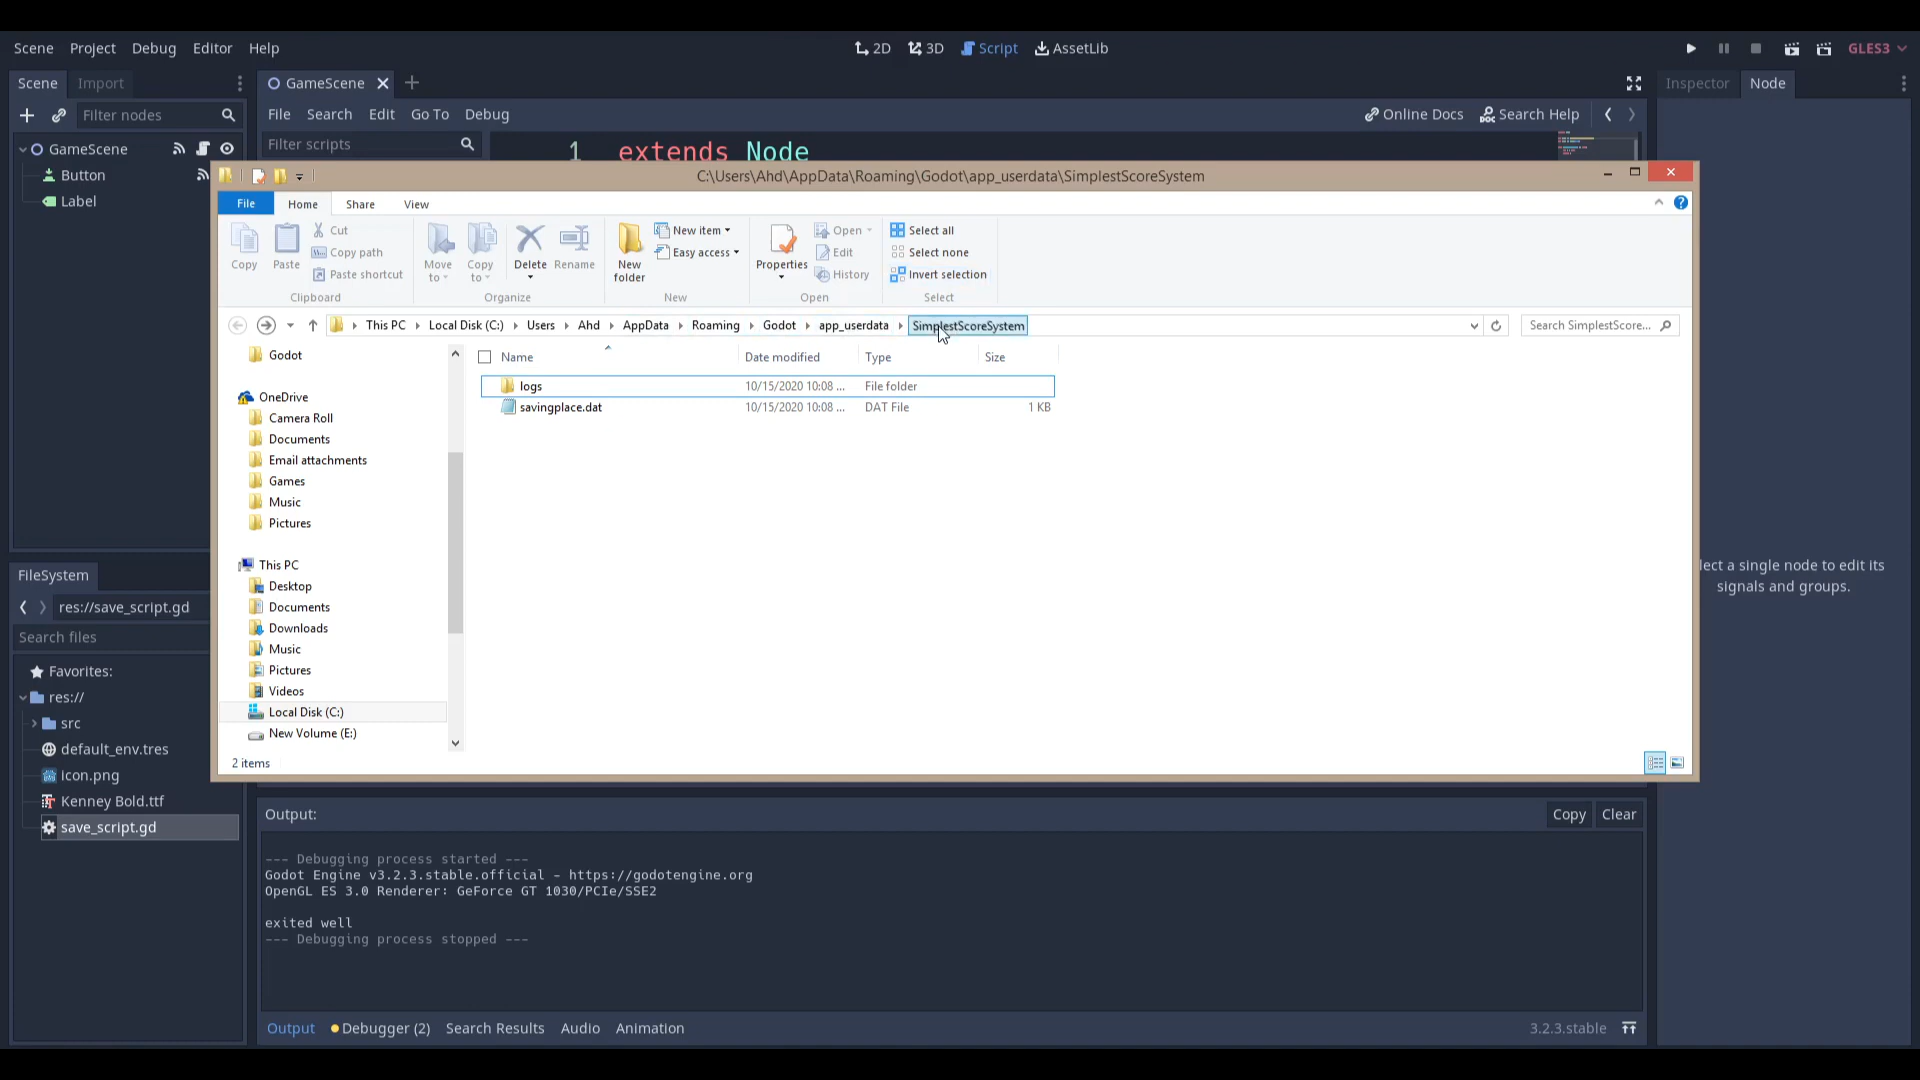 Scene Project Debug Editor Help
2D 3D Script AssetLib
GLES3
Scene Import
GameScene
Inspector Node
Filter nodes
File Search Edit Go To Debug
Online Docs Search Help
GameScene
Button
Label
Filter scripts
1 extends Node
C:\Users\Ahd\AppData\Roaming\Godot\app_userdata\SimplestScoreSystem
File Home Share View
Copy
Paste
Cut
Copy path
Paste shortcut
Clipboard
Move to
Copy to
Delete
Rename
Organize
New folder
New item
Easy access
New
Properties
Open
Edit
History
Open
Select all
Select none
Invert selection
Select
This PC Local Disk (C:) Users Ahd AppData Roaming Godot app_userdata SimplestScoreSystem
Search SimplestScore...
Name Date modified Type Size
logs 10/15/2020 10:08 ... File folder
savingplace.dat 10/15/2020 10:08 ... DAT File 1 KB
Godot
OneDrive
Camera Roll
Documents
Email attachments
Games
Music
Pictures
This PC
Desktop
Documents
Downloads
Music
Pictures
Videos
Local Disk (C:)
New Volume (E:)
2 items
lect a single node to edit its
signals and groups.
FileSystem
res://save_script.gd
Search files
Favorites:
res://
src
default_env.tres
icon.png
Kenney Bold.ttf
save_script.gd
Output:
Copy Clear
--- Debugging process started ---
Godot Engine v3.2.3.stable.official - https://godotengine.org
OpenGL ES 3.0 Renderer: GeForce GT 1030/PCIe/SSE2
exited well
--- Debugging process stopped ---
Output Debugger (2) Search Results Audio Animation
3.2.3.stable